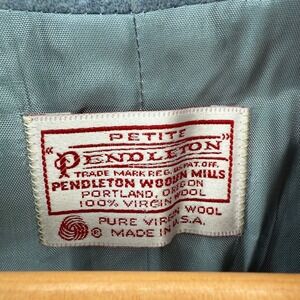 PETITE
"PENDLETON"
TRADE MARK REG. U.S. PAT. OFF.
PENDLETON WOOLEN MILLS
PORTLAND, OREGON
100% VIRGIN WOOL
PURE VIRGIN WOOL
® MADE IN U.S.A.